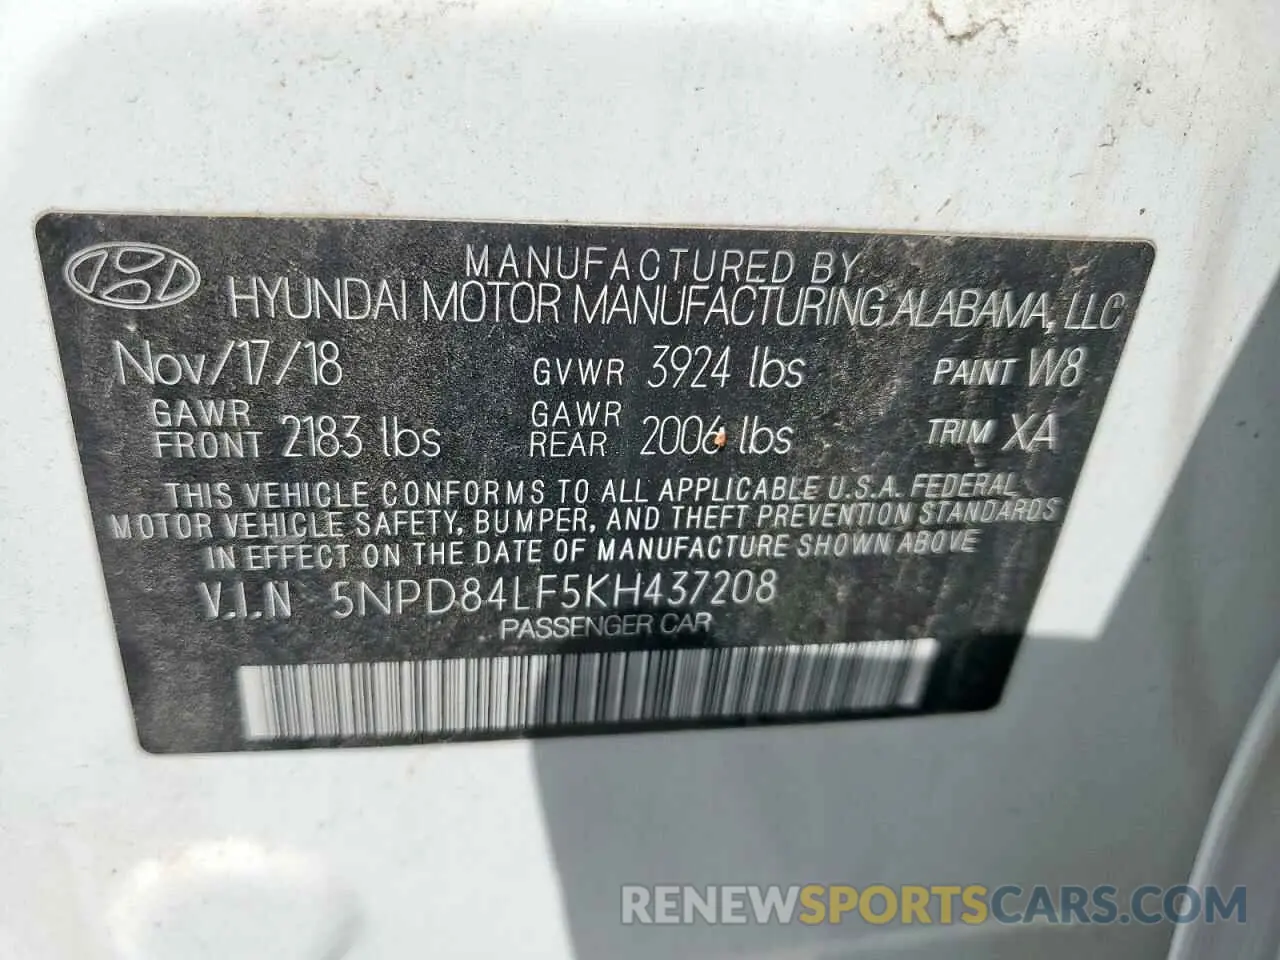 MANUFACTURED BY
HYUNDAI MOTOR MANUFACTURING ALABAMA, LLC
Nov/17/18 GVWR 3924 lbs PAINT W8
GAWR FRONT 2183 lbs GAWR REAR 2006 lbs TRIM XA
THIS VEHICLE CONFORMS TO ALL APPLICABLE U.S.A. FEDERAL
MOTOR VEHICLE SAFETY, BUMPER, AND THEFT PREVENTION STANDARDS
IN EFFECT ON THE DATE OF MANUFACTURE SHOWN ABOVE
V.I.N 5NPD84LF5KH437208
PASSENGER CAR
RENEWSPORTSCARS.COM